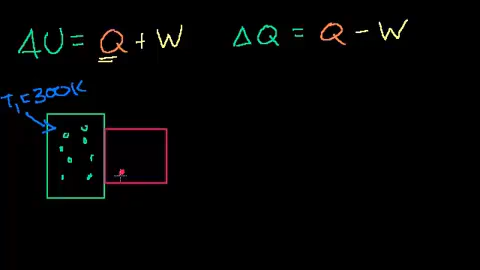 ΔU = Q + W
ΔQ = Q - W
T₁ = 300K